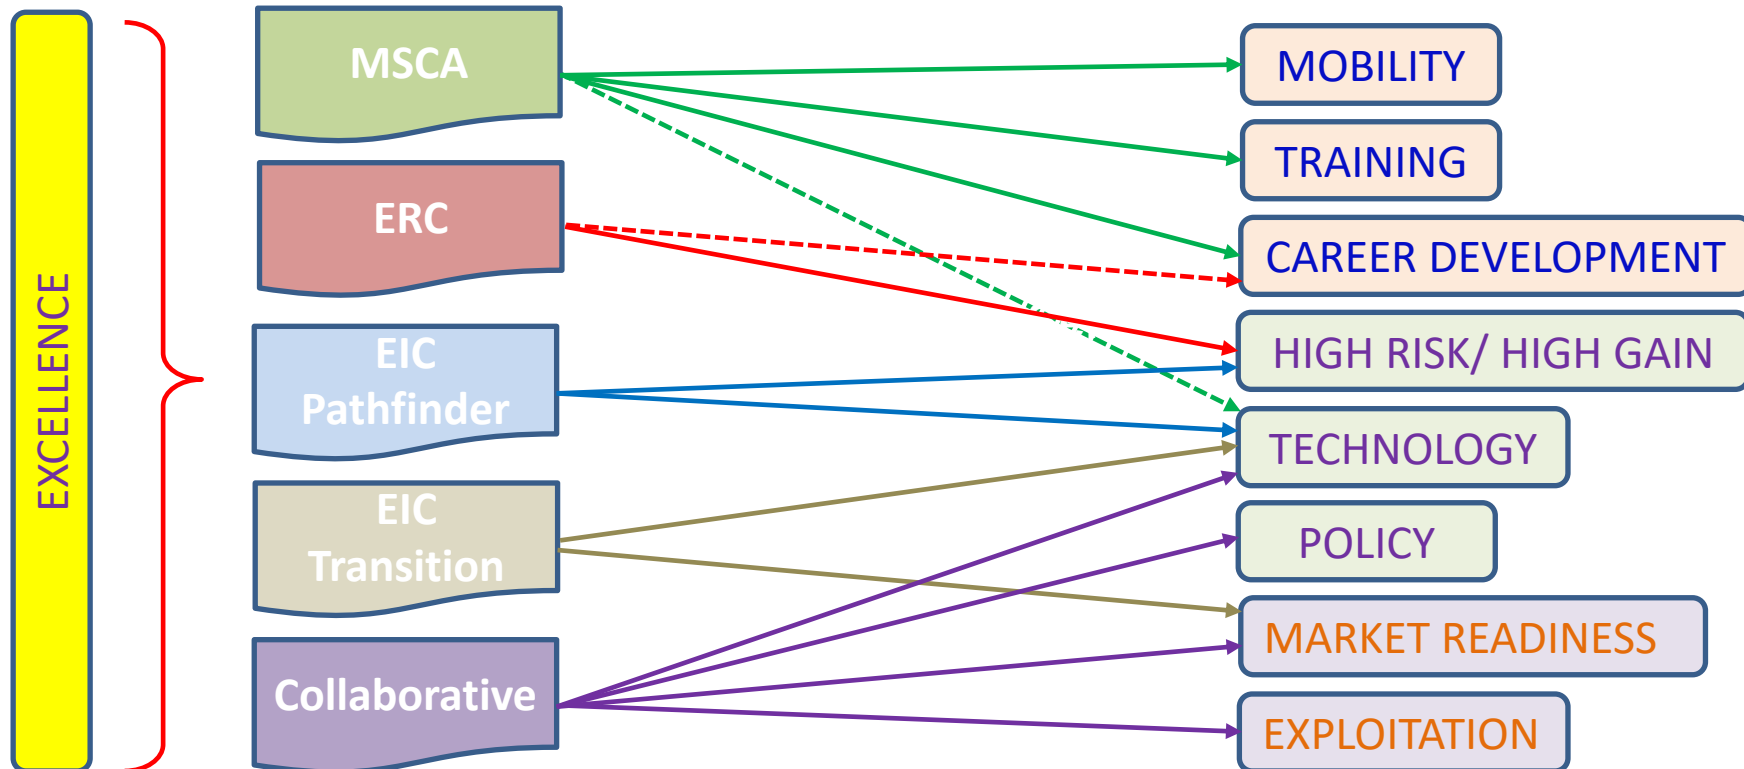 EXCELLENCE
MSCA
ERC
EIC
Pathfinder
EIC
Transition
Collaborative
MOBILITY
TRAINING
CAREER DEVELOPMENT
HIGH RISK/ HIGH GAIN
TECHNOLOGY
POLICY
MARKET READINESS
EXPLOITATION